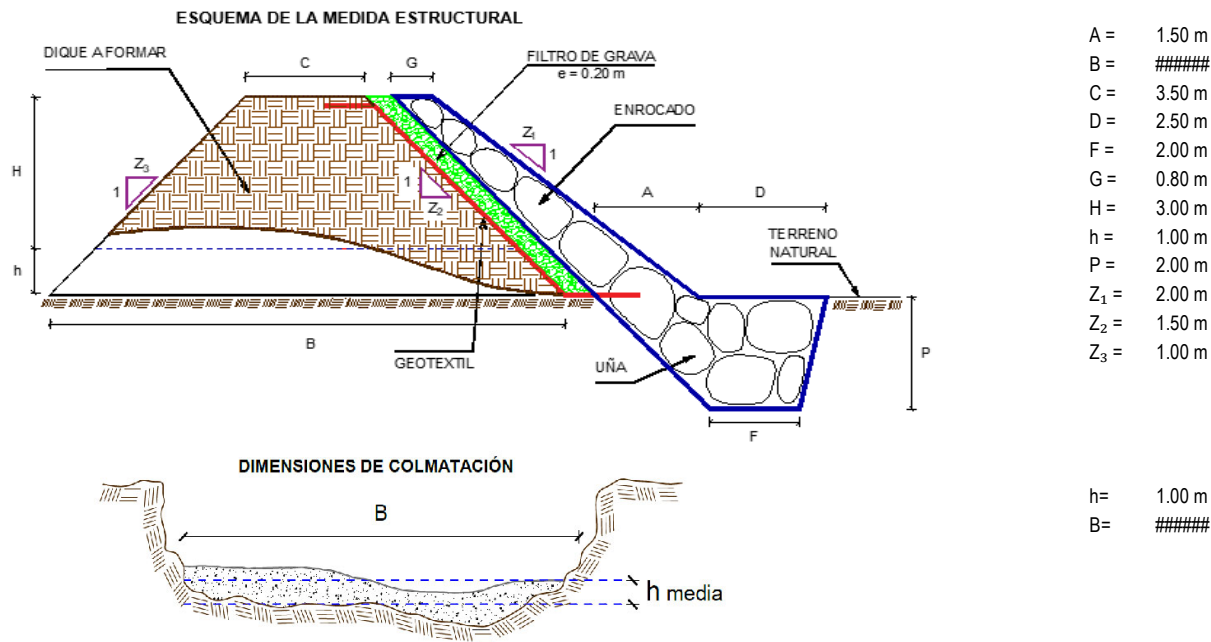 ESQUEMA DE LA MEDIDA ESTRUCTURAL
DIQUE A FORMAR
C
G
FILTRO DE GRAVA
e = 0.20 m
ENROCADO
Z1
1
H
Z3
1
1
Z2
A
D
TERRENO
NATURAL
h
B
GEOTEXTIL
UÑA
P
F
A = 1.50 m
B = ######
C = 3.50 m
D = 2.50 m
F = 2.00 m
G = 0.80 m
H = 3.00 m
h = 1.00 m
P = 2.00 m
Z1 = 2.00 m
Z2 = 1.50 m
Z3 = 1.00 m
DIMENSIONES DE COLMATACIÓN
B
h media
h= 1.00 m
B= ######